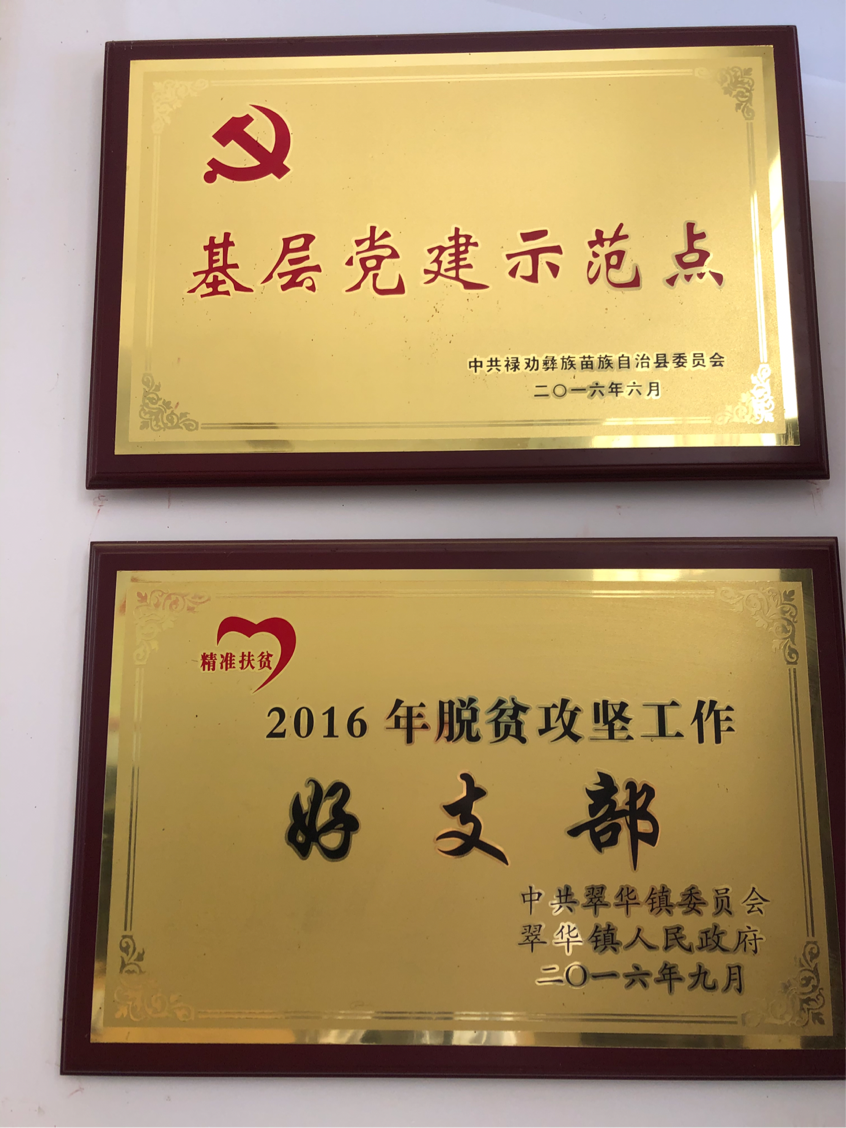 基层党建示范点
中共禄劝彝族苗族自治县委员会
二〇一六年六月
精准扶贫
2016年脱贫攻坚工作
好支部
中共翠华镇委员会
翠华镇人民政府
二〇一六年九月